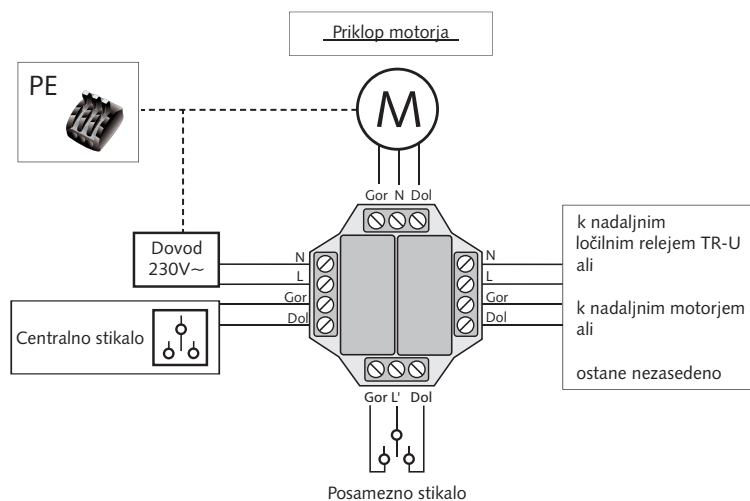 Priklop motorja
PE
M
Gor N Dol
Dovod
230V~
N
L
Gor
Dol
Centralno stikalo
N
L
Gor
Dol
k nadaljnim
ločilnim relejem TR-U
ali
k nadaljnim motorjem
ali
ostane nezasedeno
Gor L' Dol
Posamezno stikalo